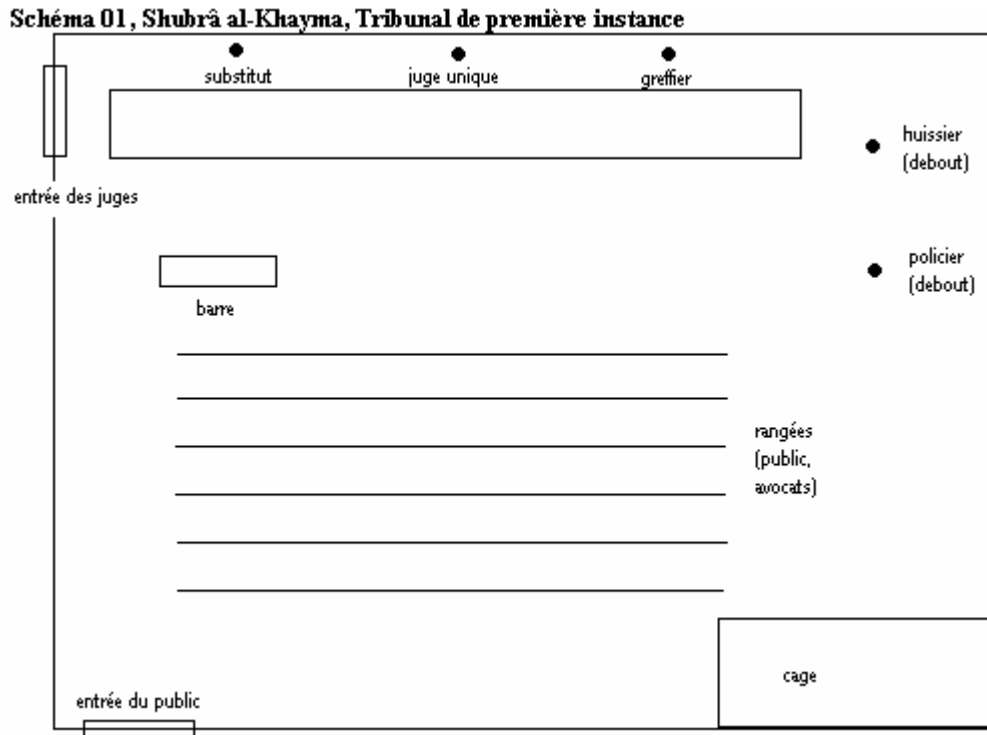 Schéma 01, Shubrâ al-Khayma, Tribunal de première instance
substitut
juge unique
greffier
huissier
(debout)
entrée des juges
policier
(debout)
barre
rangées
(public,
avocats)
cage
entrée du public